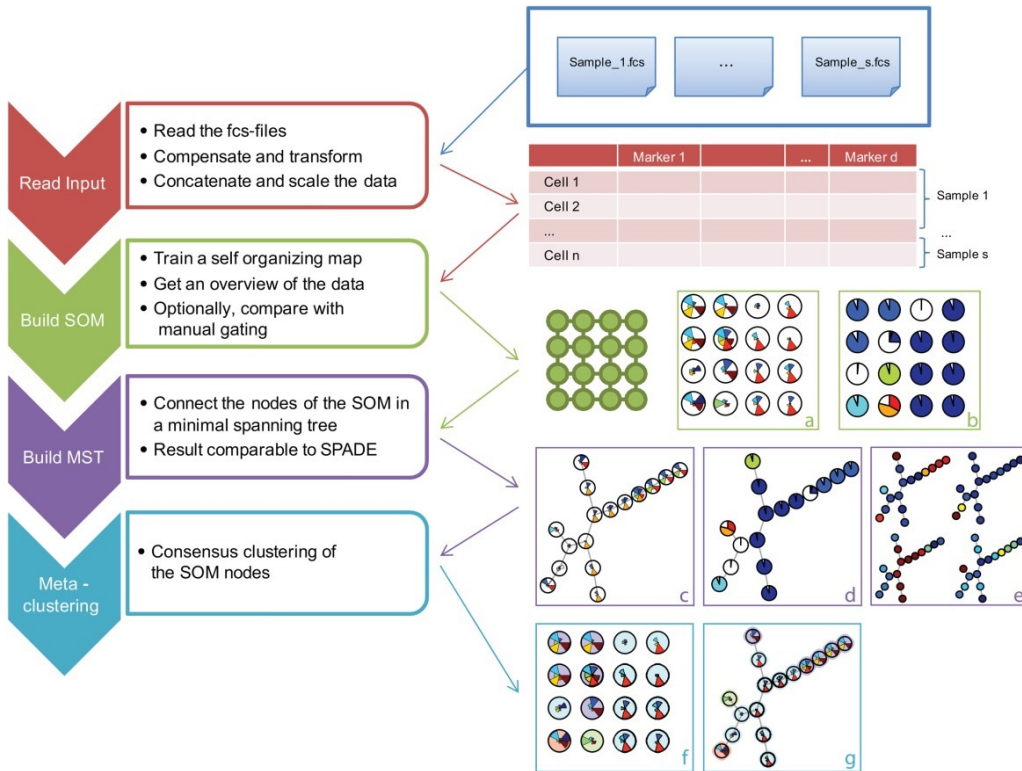 Sample_1.fcs
...
Sample_s.fcs
Read Input
• Read the fcs-files
• Compensate and transform
• Concatenate and scale the data
Marker 1
...
Marker d
Cell 1
Cell 2
...
Cell n
Sample 1
...
Sample s
Build SOM
• Train a self organizing map
• Get an overview of the data
• Optionally, compare with
manual gating
a
b
Build MST
• Connect the nodes of the SOM in
a minimal spanning tree
• Result comparable to SPADE
c
d
e
Meta -
clustering
• Consensus clustering of
the SOM nodes
f
g